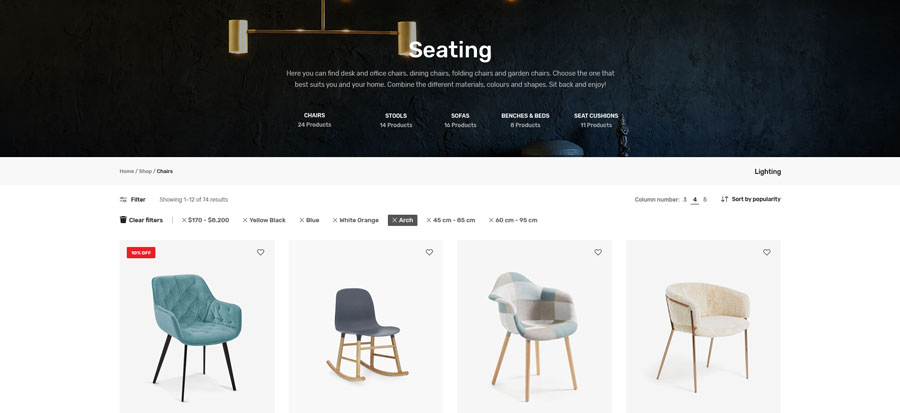 Seating
Here you can find desk and office chairs, dining chairs, folding chairs and garden chairs. Choose the one that
best suits you and your home. Combine the different materials, colours and shapes. Sit back and enjoy!
CHAIRS STOOLS SOFAS BENCHES & BEDS SEAT CUSHIONS
24 Products 14 Products 16 Products 8 Products 11 Products
Home / Shop / Chairs Lighting
Filter Showing 1–12 of 74 results Column number: 3 4 5 Sort by popularity
Clear filters × $170 - $8.200 × Yellow Black × Blue × White Orange × Arch × 45 cm - 85 cm × 60 cm - 95 cm
10% OFF